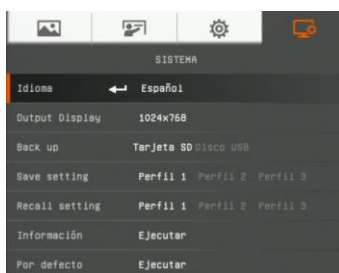 SISTEMA
Idioma Español
Output Display 1024x768
Back up Tarjeta SD Disco USB
Save setting Perfil 1 Perfil 2 Perfil 3
Recall setting Perfil 1 Perfil 2 Perfil 3
Información Ejecutar
Por defecto Ejecutar